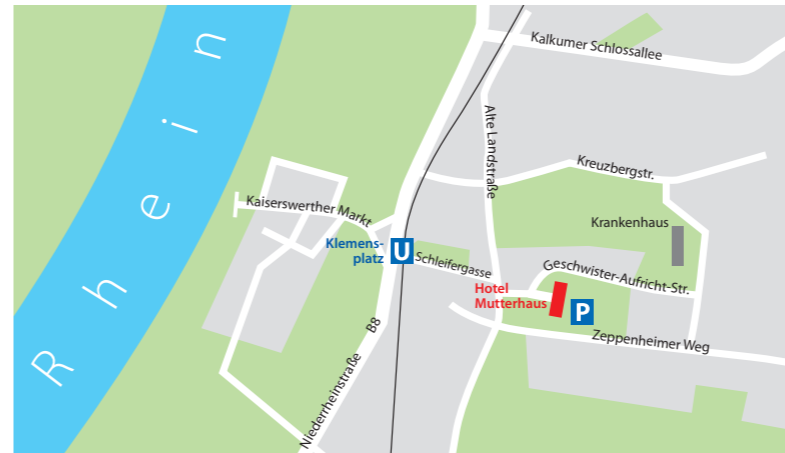 Rhein
Kalkumer Schlossallee
Alte Landstraße
Kreuzbergstr.
Kaiserswerther Markt
Krankenhaus
Klemens-
platz
U
Schleifergasse
Geschwister-Aufricht-Str.
Hotel
Mutterhaus
P
Zeppenheimer Weg
B8
Niederrheinstraße